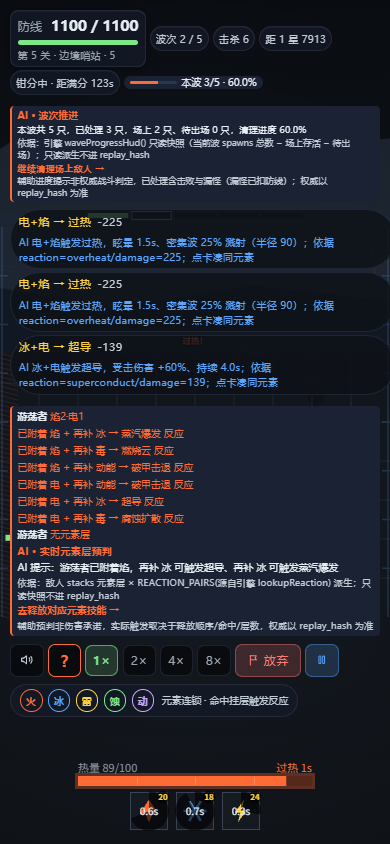 防线 1100 / 1100
第 5 关 · 边境哨站 · 5
波次 2 / 5
击杀 6
距 1 星 7913
钳分中 · 距满分 123s
本波 3/5 · 60.0%
AI • 波次推进
本波共 5 只，已处理 3 只，场上 2 只、待出场 0 只，清理进度 60.0%
依据：引擎 waveProgressHud() 只读快照（当前波 spawns 总数 − 场上存活 − 待出
场）；只读派生不进 replay_hash
继续清理场上敌人 →
辅助进度提示非权威战斗判定，已处理含击败与漏怪（漏怪已扣防线）；权威以
replay_hash 为准
电+焰 → 过热 -225
AI 电+焰触发过热，眩晕 1.5s、密集波 25% 溅射（半径 90）；依据
reaction=overheat/damage=225；点卡凑同元素
电+焰 → 过热 -225
AI 电+焰触发过热，眩晕 1.5s、密集波 25% 溅射（半径 90）；依据
reaction=overheat/damage=225；点卡凑同元素
过热!
冰+电 → 超导 -139
AI 冰+电触发超导，受击伤害 +60%、持续 4.0s；依据
reaction=superconduct/damage=139；点卡凑同元素
游荡者 焰2·电1
已附着 焰 + 再补 冰 → 蒸汽爆发 反应
已附着 焰 + 再补 毒 → 燃烧云 反应
已附着 焰 + 再补 动能 → 破甲击退 反应
已附着 电 + 再补 动能 → 破甲击退 反应
已附着 电 + 再补 冰 → 超导 反应
已附着 电 + 再补 毒 → 腐蚀扩散 反应
游荡者 无元素层
AI • 实时元素层预判
AI 提示：游荡者已附着焰，再补 冰 可触发超导、再补 冰 可触发蒸汽爆发
依据：敌人 stacks 元素层 × REACTION_PAIRS(源自引擎 lookupReaction) 派生；只
读快照不进 replay_hash
去释放对应元素技能 →
辅助预判非伤害承诺，实际触发取决于释放顺序/命中/层数，权威以 replay_hash 为准
?
1×
2×
4×
8×
放弃
火
冰
雷
蚀
动
元素连锁 · 命中挂层触发反应
热量 89/100
过热 1s
20
0.6s
18
0.7s
24
0.9s